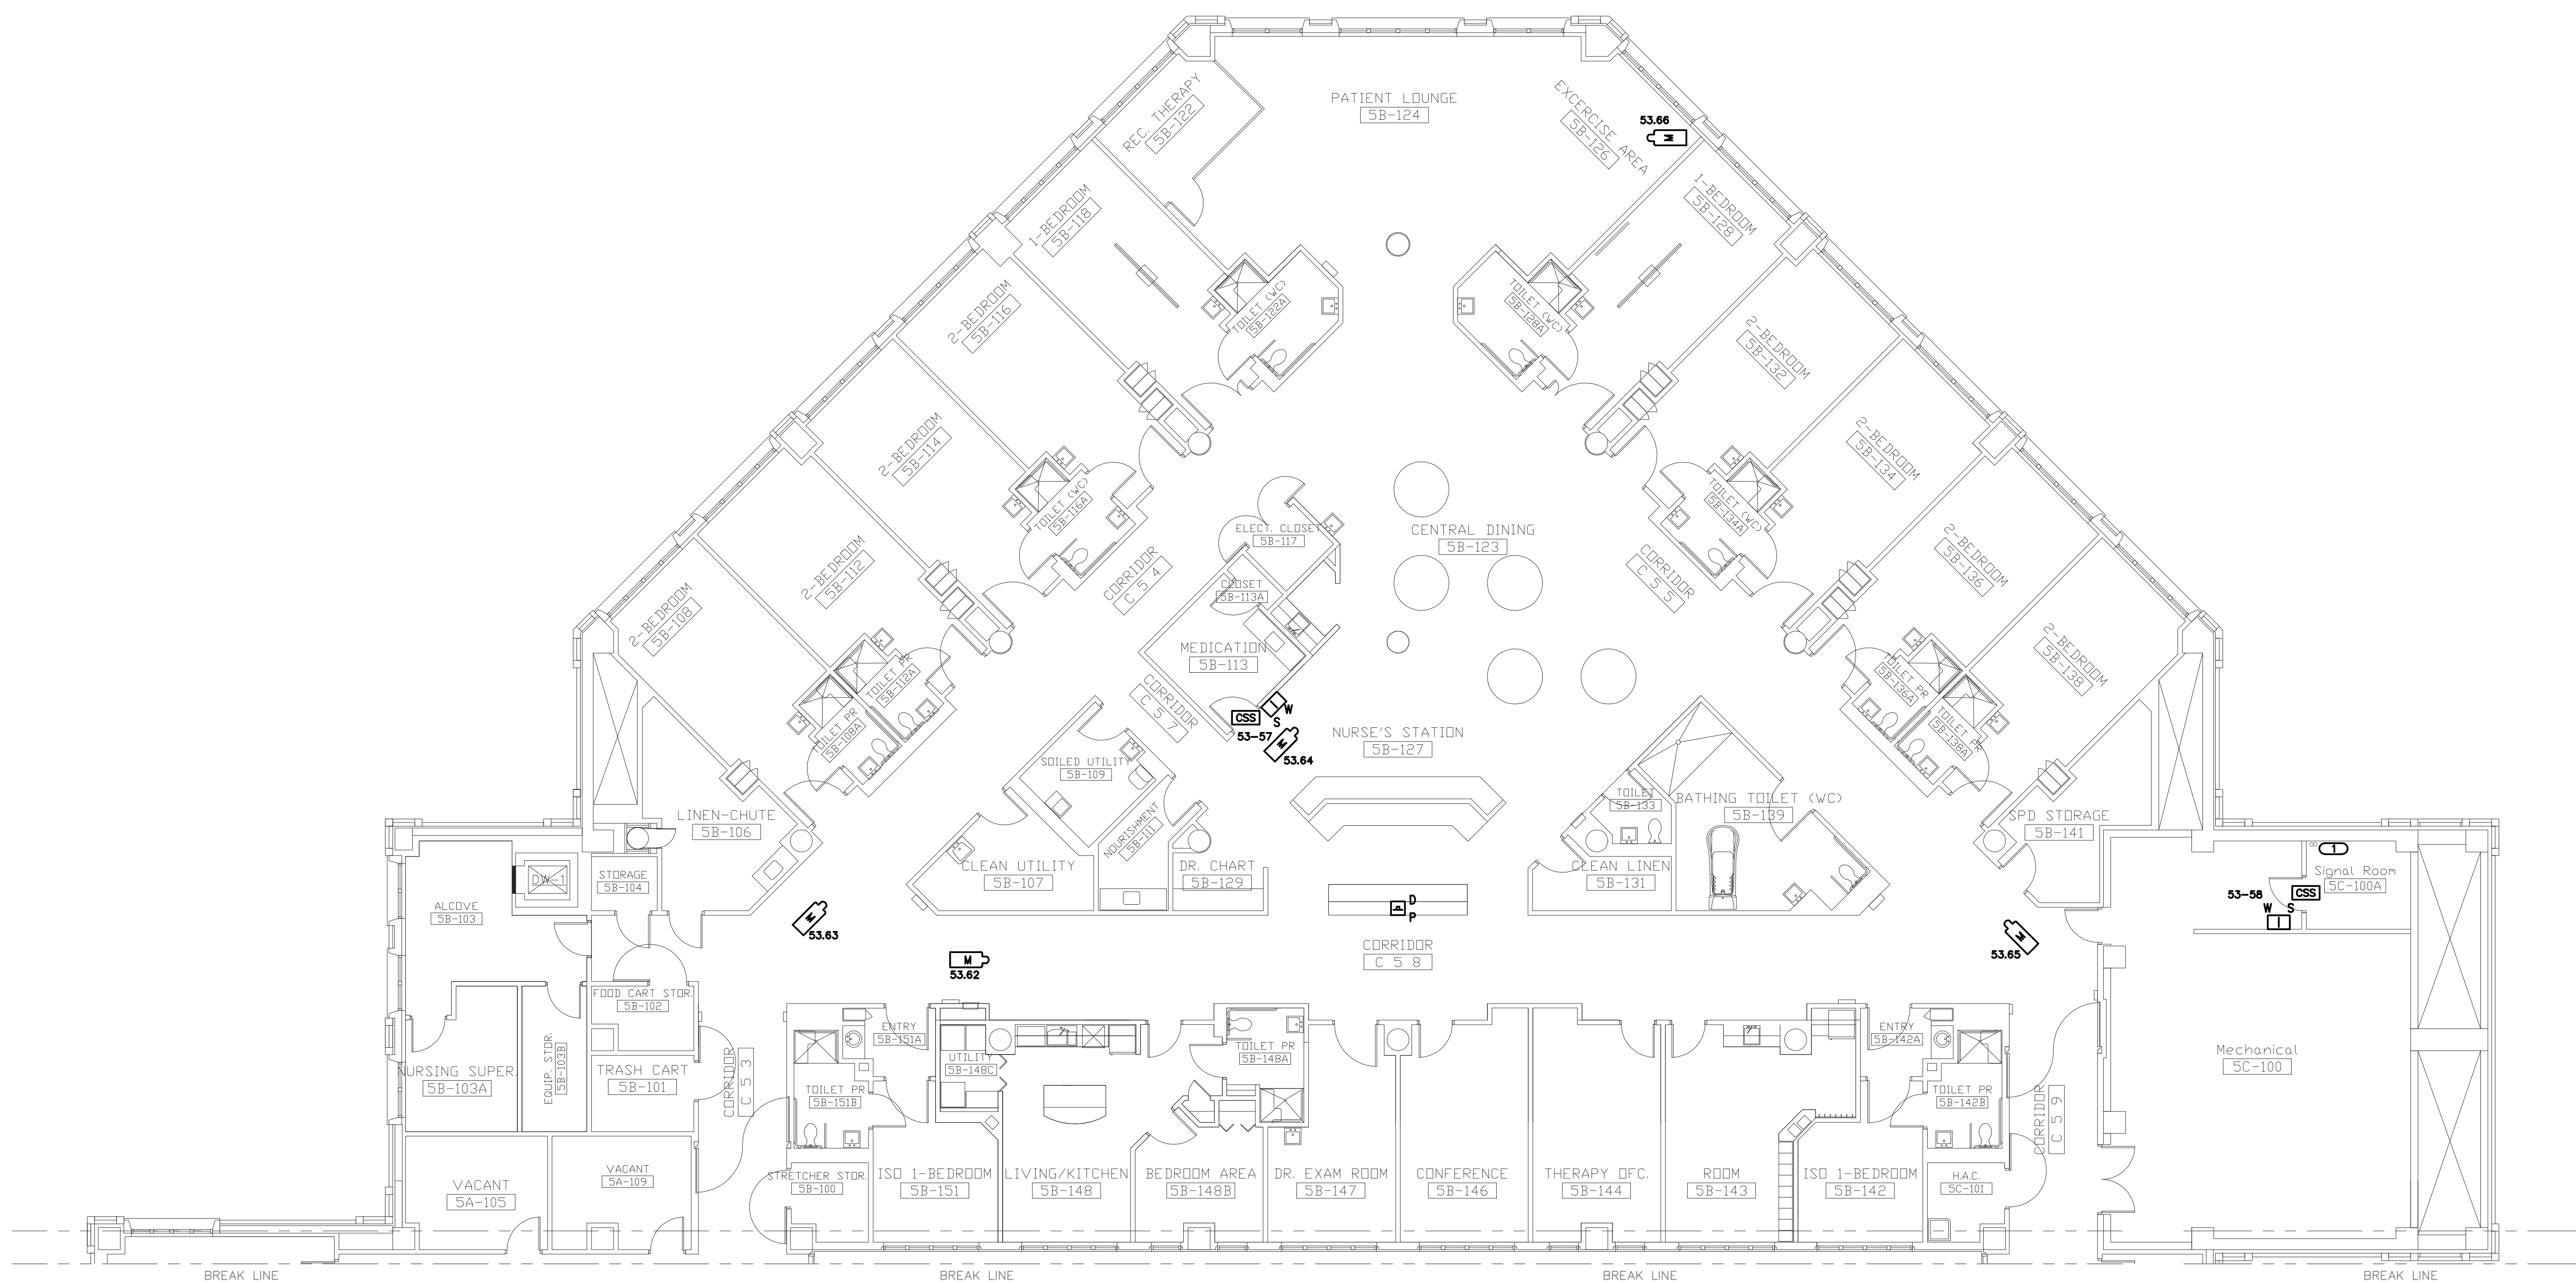 PATIENT LOUNGE
5B-124
REC. THERAPY
5B-122
EXCERCISE AREA
5B-126
53.66
M
1-BEDROOM
5B-118
1-BEDROOM
5B-128
2-BEDROOM
5B-116
TOILET (WC)
5B-122A
TOILET (WC)
5B-128A
2-BEDROOM
5B-132
2-BEDROOM
5B-114
2-BEDROOM
5B-134
TOILET (WC)
5B-116A
TOILET (WC)
5B-134A
ELECT. CLOSET
5B-117
CENTRAL DINING
5B-123
2-BEDROOM
5B-112
2-BEDROOM
5B-136
CORRIDOR
C 5 4
CORRIDOR
C 5 5
CLOSET
5B-113A
2-BEDROOM
5B-108
2-BEDROOM
5B-138
MEDICATION
5B-113
TOILET PR
5B-112A
TOILET PR
5B-136A
CORRIDOR
C 5 7
TOILET PR
5B-108A
TOILET PR
5B-138A
W
CSS
S
53-57
M
53.64
NURSE'S STATION
5B-127
SOILED UTILITY
5B-109
TOILET
5B-133
BATHING TOILET (WC)
5B-139
LINEN-CHUTE
5B-106
NOURISHMENT
5B-111
SPD STORAGE
5B-141
8
1
CLEAN UTILITY
5B-107
DR. CHART
5B-129
CLEAN LINEN
5B-131
Signal Room
5C-100A
DW-1
STORAGE
5B-104
53-58
CSS
W S
ALCOVE
5B-103
D
P
M
53.63
M
53.65
CORRIDOR
C 5 8
M
53.62
FOOD CART STOR.
5B-102
ENTRY
5B-151A
ENTRY
5B-142A
EQUIP. STOR.
5B-103B
UTILITY
5B-148C
TOILET PR
5B-148A
Mechanical
5C-100
NURSING SUPER.
5B-103A
TRASH CART
5B-101
CORRIDOR
C 5 3
TOILET PR
5B-151B
TOILET PR
5B-142B
CORRIDOR
C 5 9
VACANT
5A-105
VACANT
5A-109
STRETCHER STOR.
5B-100
ISO 1-BEDROOM
5B-151
LIVING/KITCHEN
5B-148
BEDROOM AREA
5B-148B
DR. EXAM ROOM
5B-147
CONFERENCE
5B-146
THERAPY OFC.
5B-144
ROOM
5B-143
ISO 1-BEDROOM
5B-142
H.A.C.
5C-101
BREAK LINE
BREAK LINE
BREAK LINE
BREAK LINE